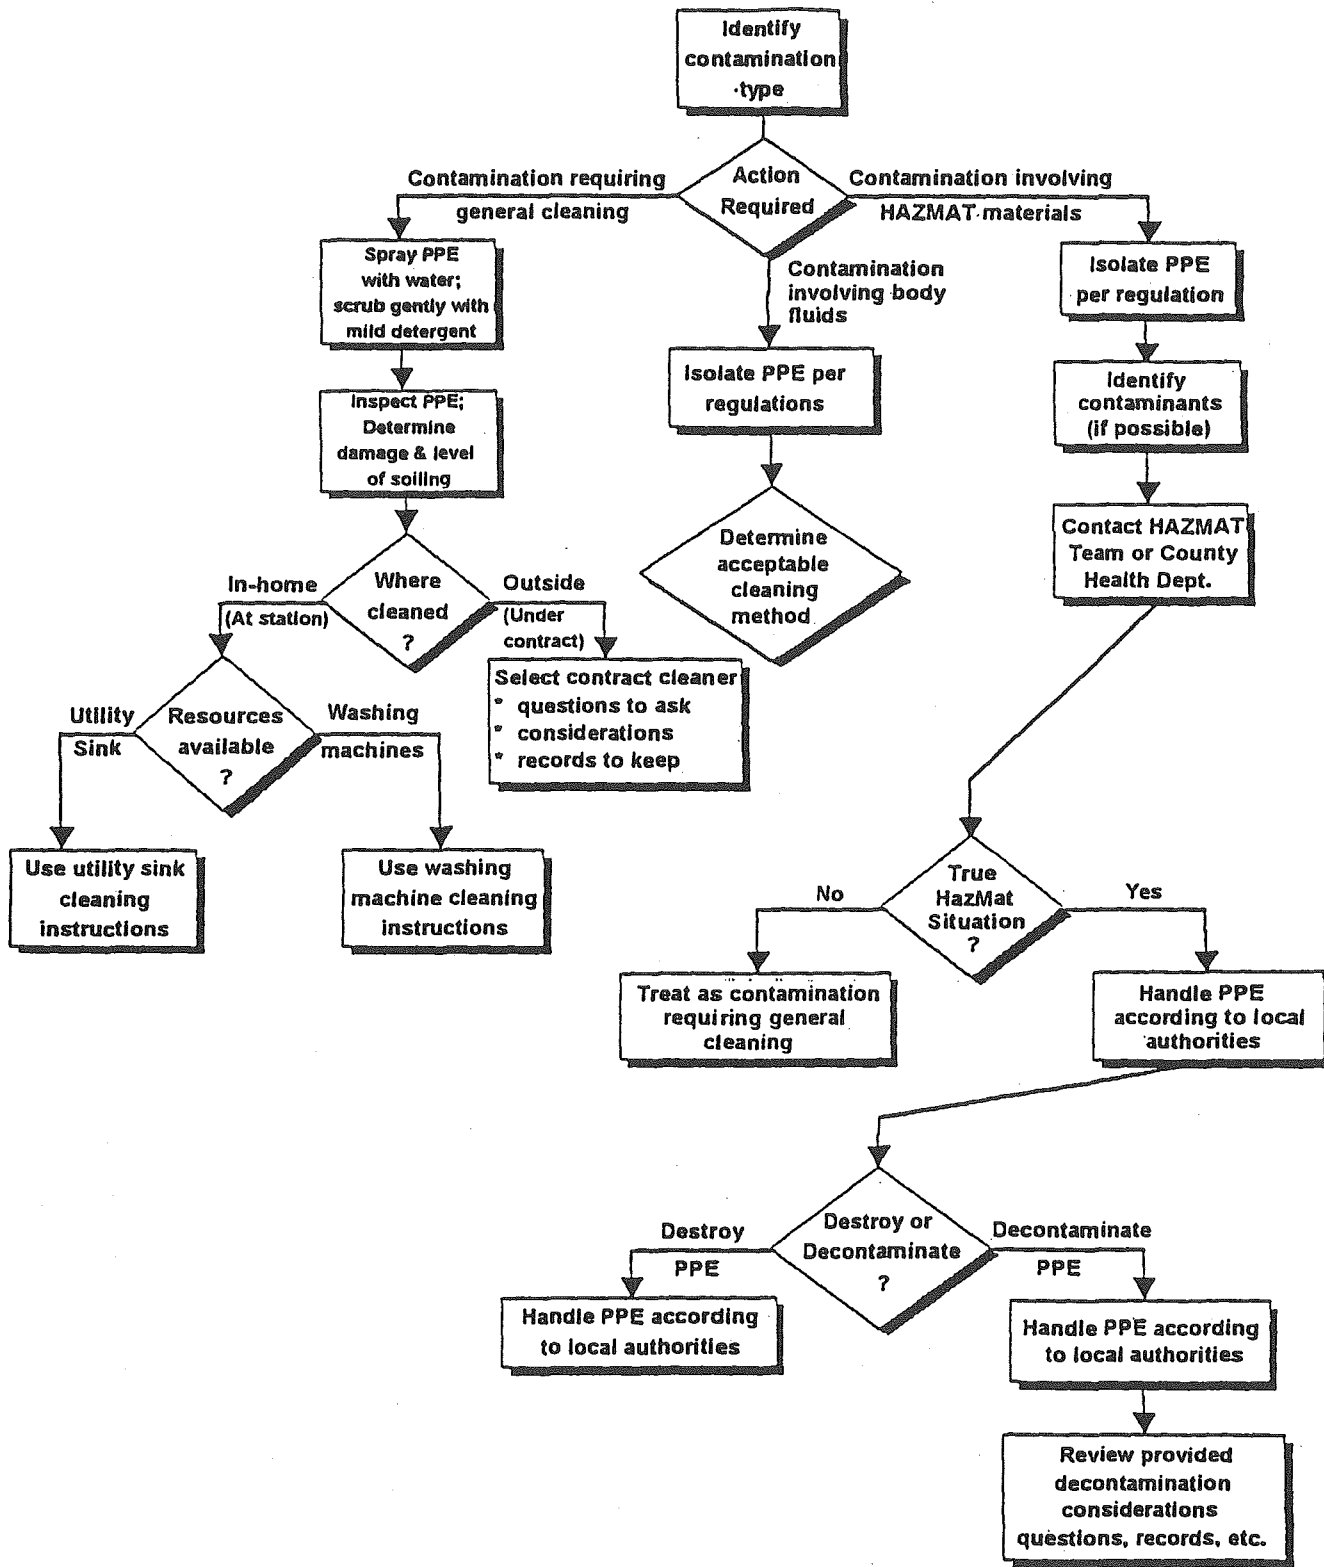 Identify
contamination
type
Action
Required
Contamination requiring
general cleaning
Contamination involving
HAZMAT materials
Contamination
involving body
fluids
Spray PPE
with water;
scrub gently with
mild detergent
Inspect PPE;
Determine
damage & level
of soiling
Where
cleaned
?
In-home
(At station)
Outside
(Under
contract)
Resources
available
?
Utility
Sink
Washing
machines
Use utility sink
cleaning
instructions
Use washing
machine cleaning
instructions
Select contract cleaner
* questions to ask
* considerations
* records to keep
Isolate PPE per
regulations
Determine
acceptable
cleaning
method
Isolate PPE
per regulation
Identify
contaminants
(if possible)
Contact HAZMAT
Team or County
Health Dept.
True
HazMat
Situation
?
No
Yes
Treat as contamination
requiring general
cleaning
Handle PPE
according to local
authorities
Destroy or
Decontaminate
?
Destroy
PPE
Decontaminate
PPE
Handle PPE according
to local authorities
Handle PPE according
to local authorities
Review provided
decontamination
considerations
questions, records, etc.